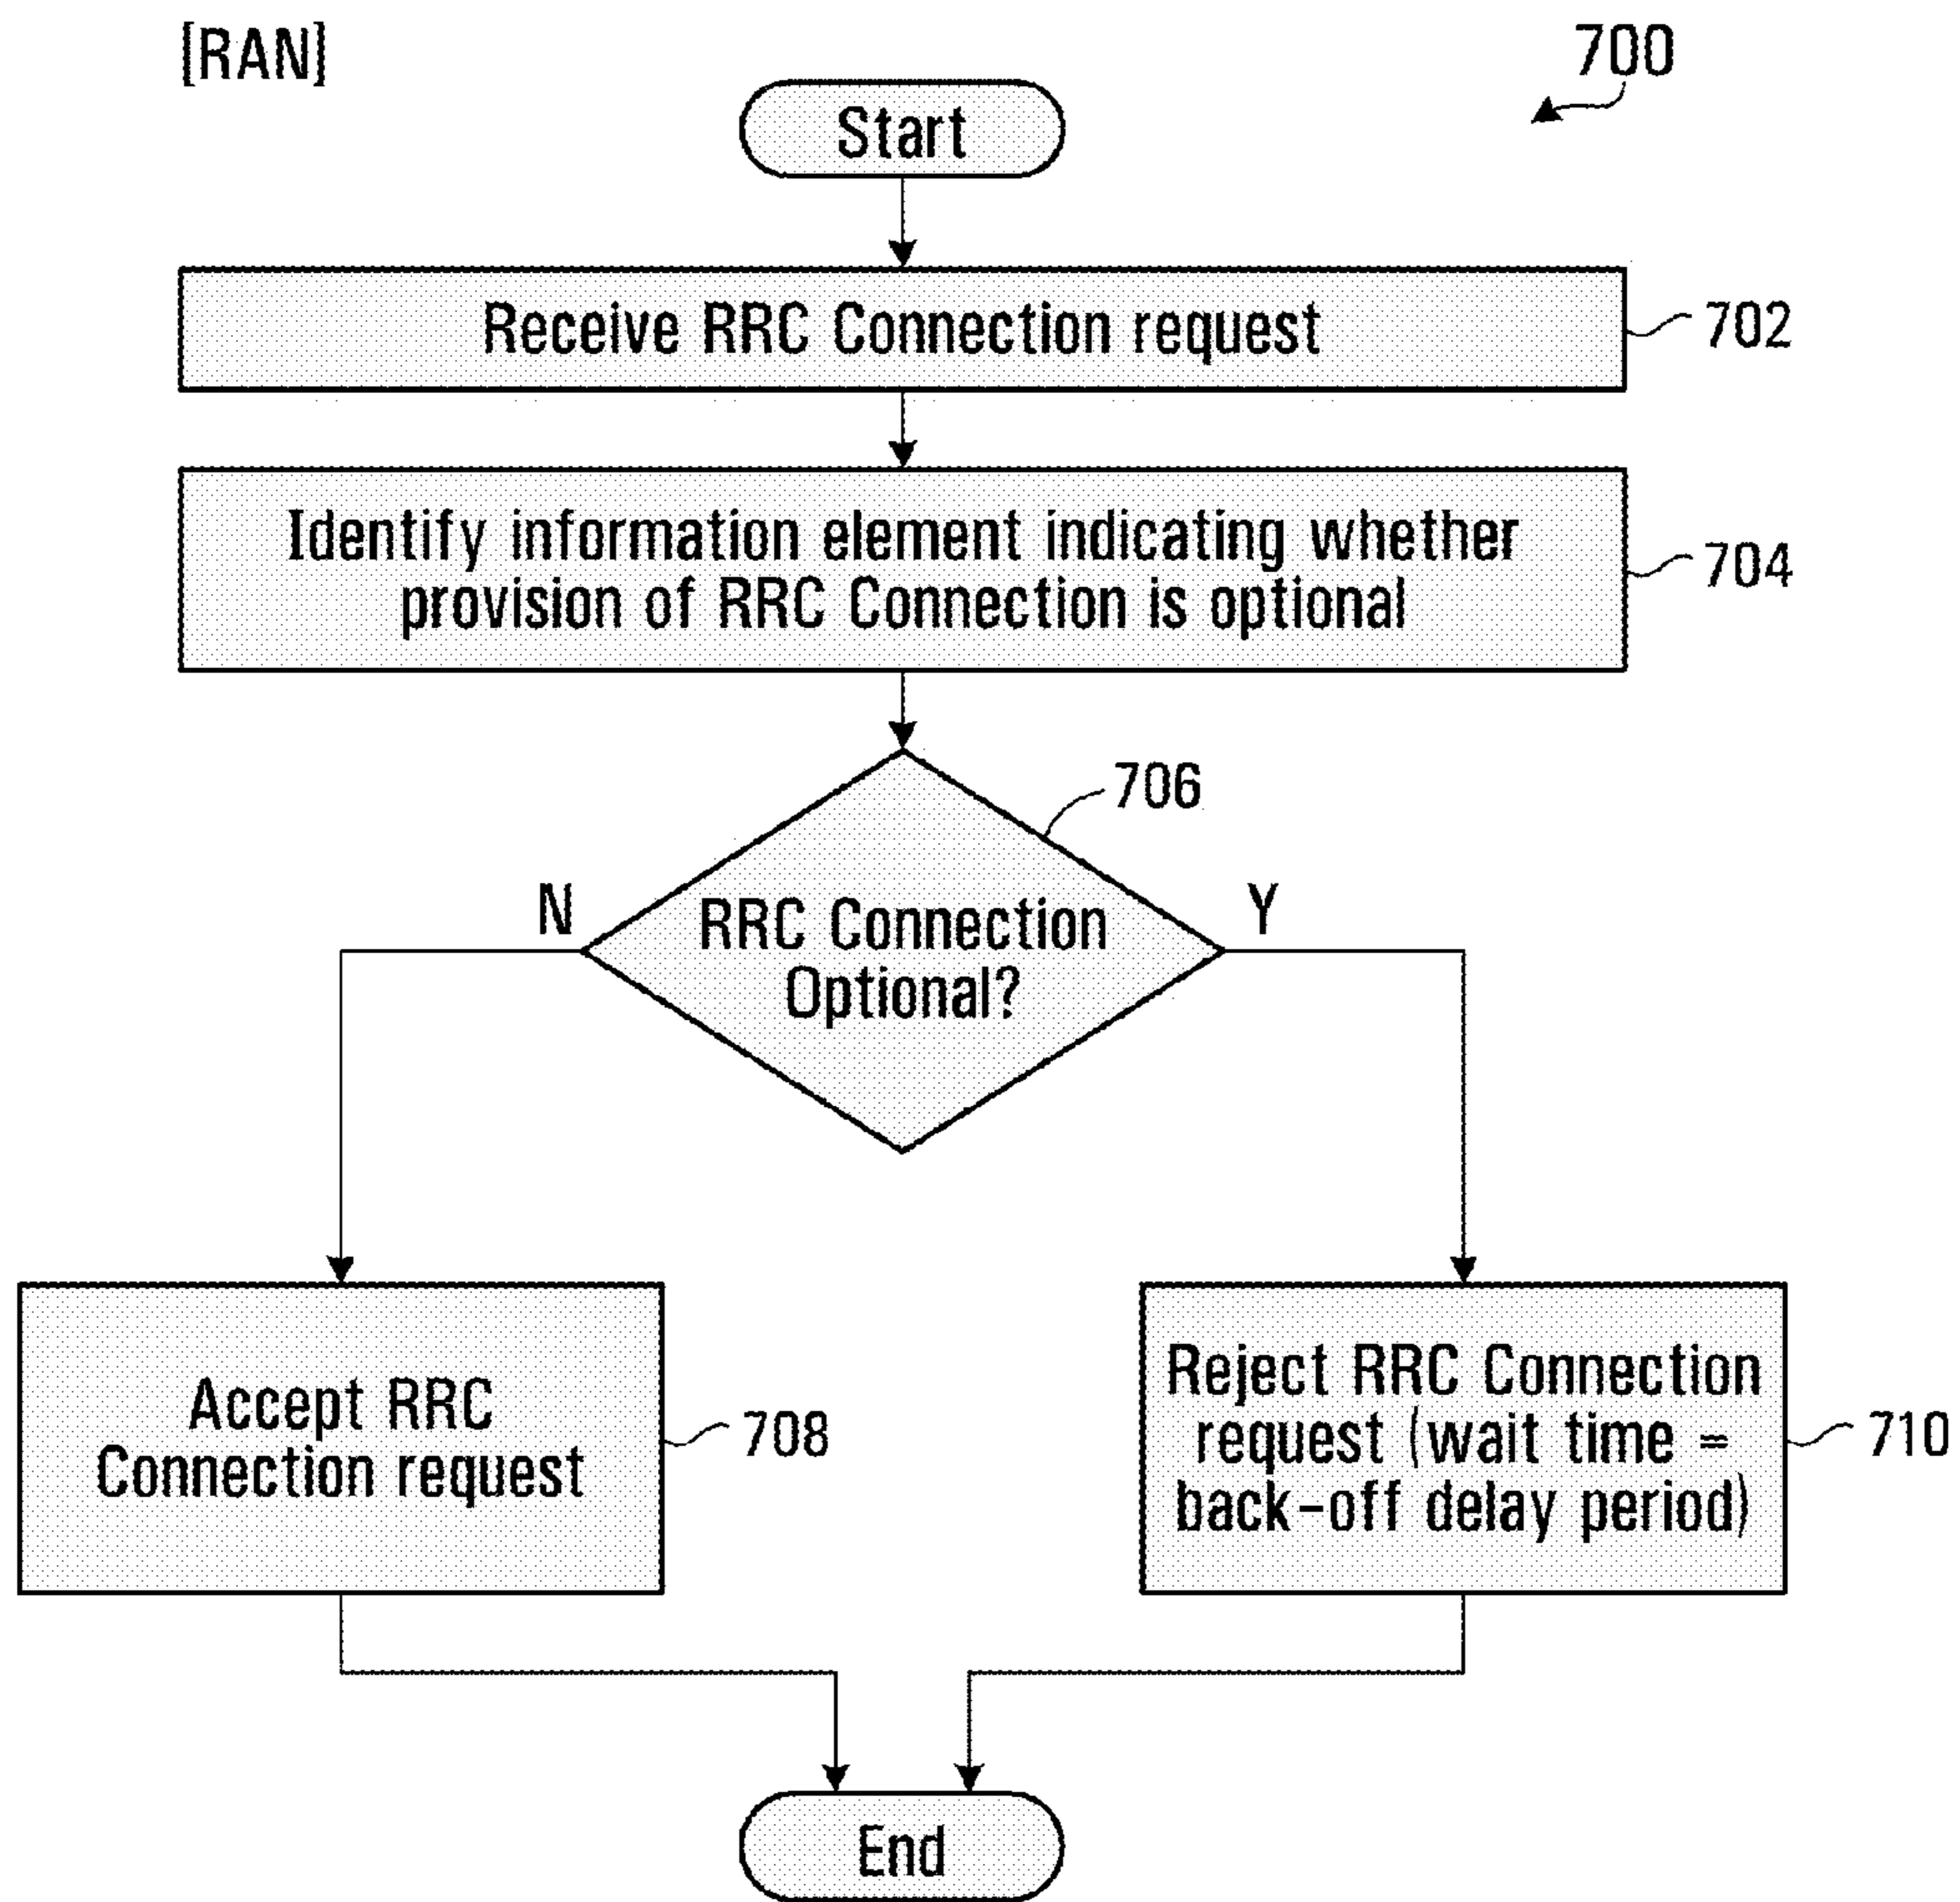 [RAN]
700
Start
Receive RRC Connection request
702
Identify information element indicating whether
provision of RRC Connection is optional
704
706
N
Y
RRC Connection
Optional?
Accept RRC
Connection request
708
Reject RRC Connection
request (wait time =
back-off delay period)
710
End